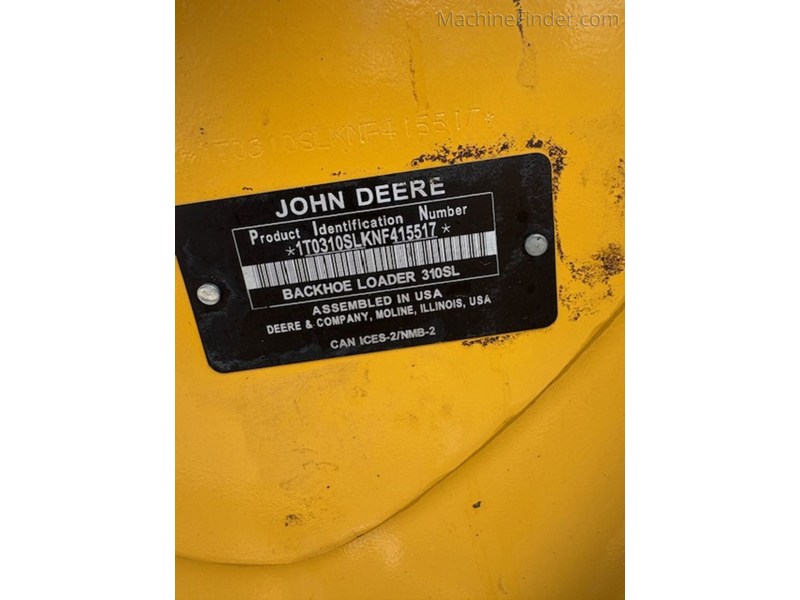 MachineFinder.com
*1T0310SLKNF415517*
JOHN DEERE
Product Identification Number
*1T0310SLKNF415517*
BACKHOE LOADER 310SL
ASSEMBLED IN USA
DEERE & COMPANY, MOLINE, ILLINOIS, USA
CAN ICES-2/NMB-2